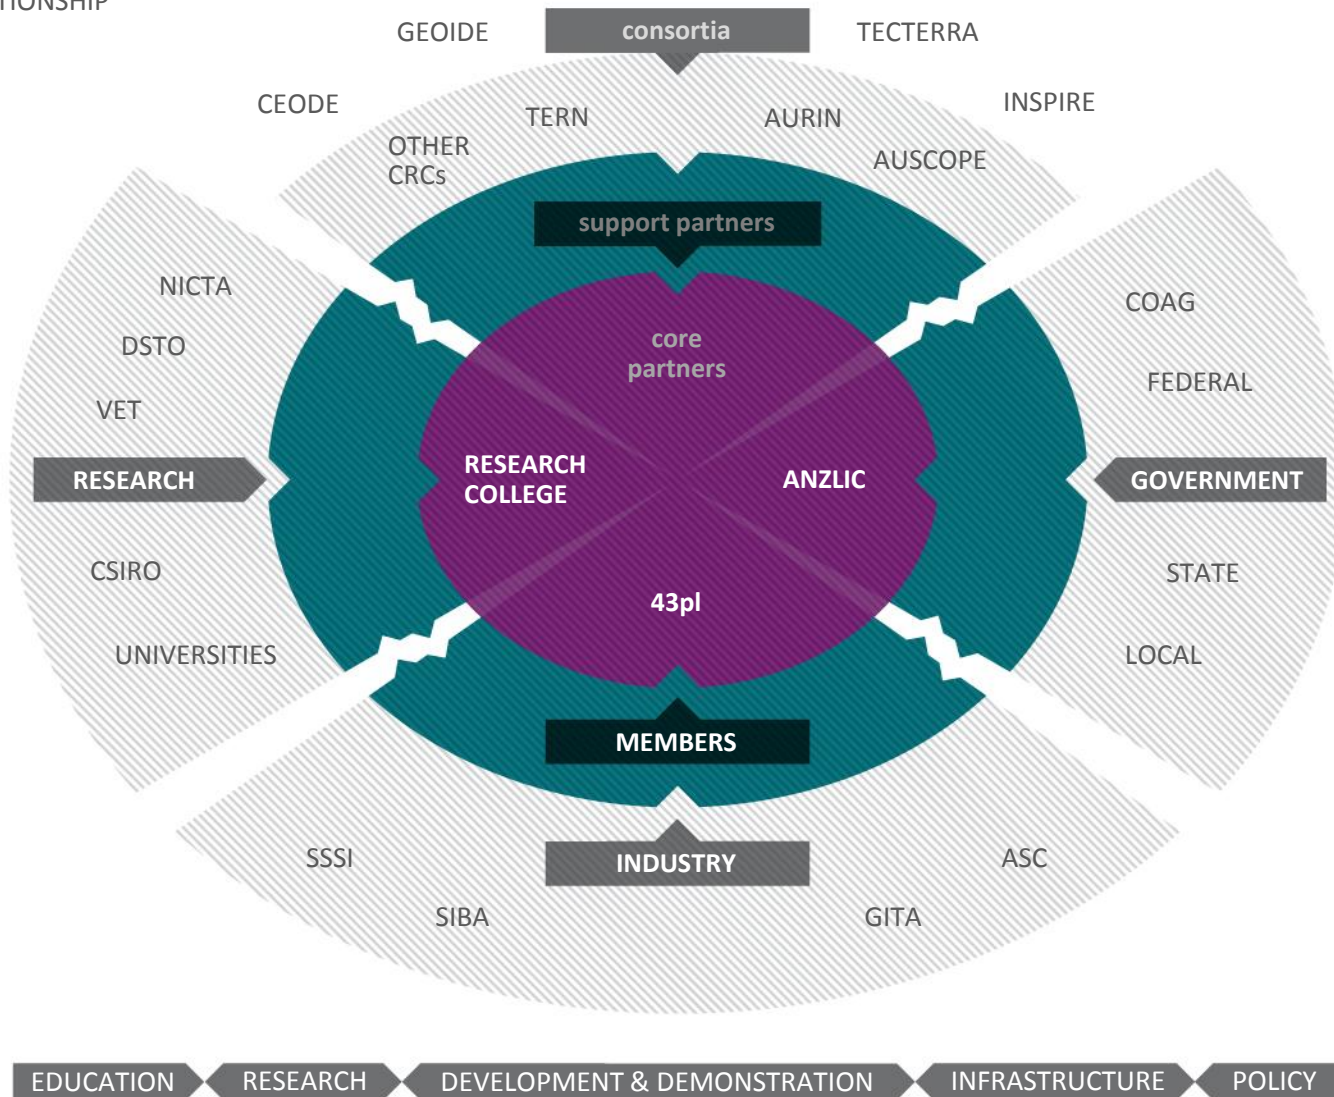 GEOIDE
consortia
TECTERRA
CEODE
INSPIRE
TERN
AURIN
OTHER
CRCs
AUSCOPE
support partners
NICTA
COAG
core
partners
DSTO
FEDERAL
VET
RESEARCH
RESEARCH
COLLEGE
ANZLIC
GOVERNMENT
CSIRO
STATE
43pl
UNIVERSITIES
LOCAL
MEMBERS
SSSI
INDUSTRY
ASC
SIBA
GITA
EDUCATION
RESEARCH
DEVELOPMENT & DEMONSTRATION
INFRASTRUCTURE
POLICY